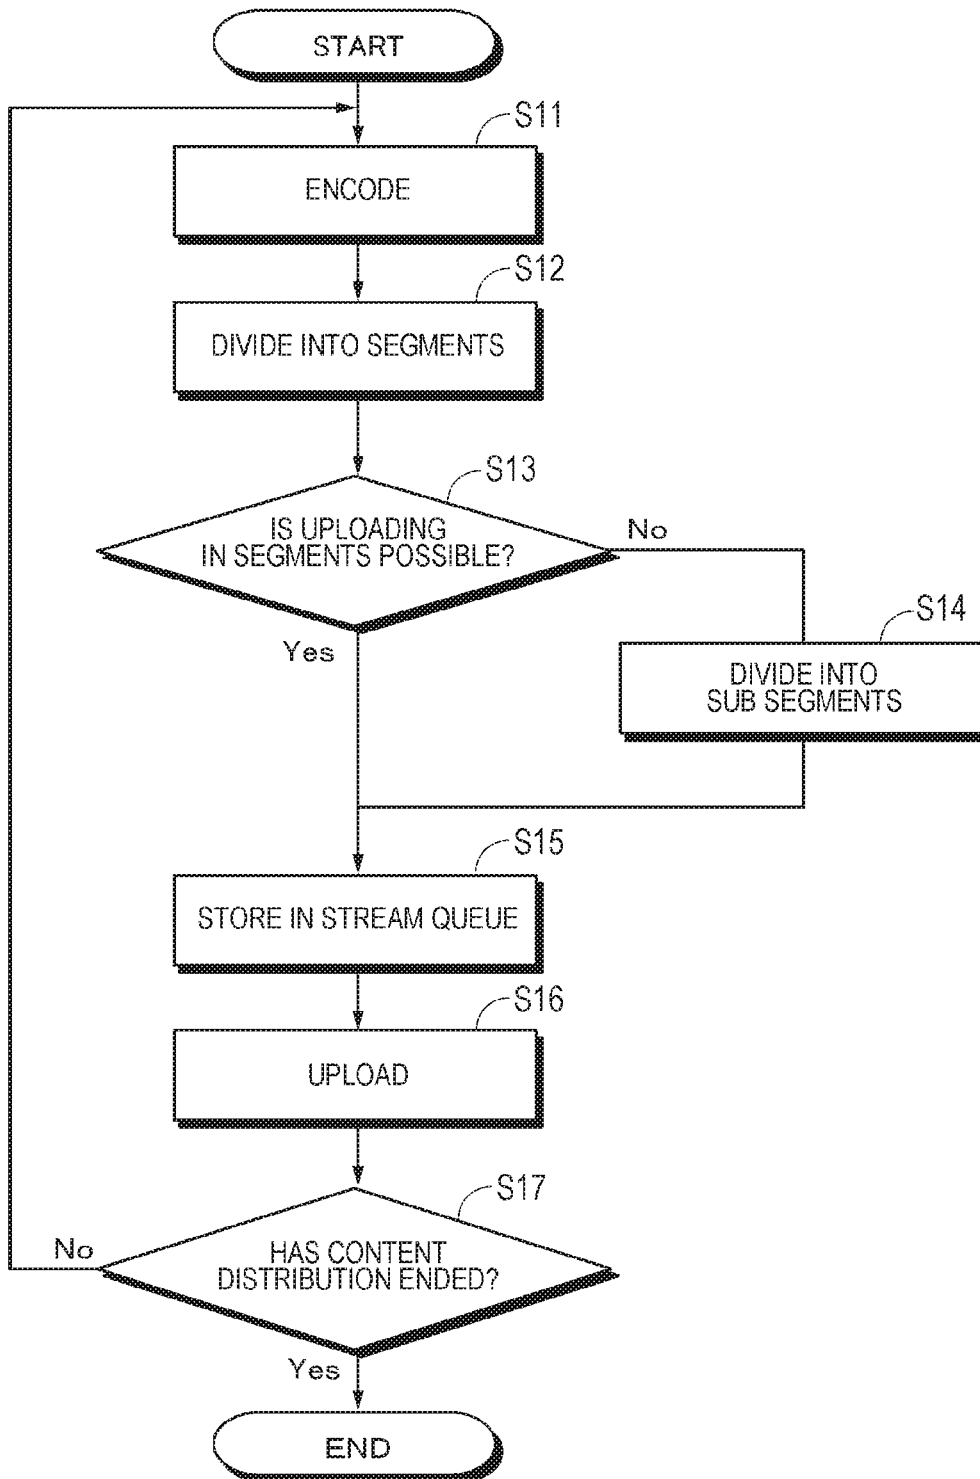 START
S11
ENCODE
S12
DIVIDE INTO SEGMENTS
S13
IS UPLOADING
IN SEGMENTS POSSIBLE?
No
Yes
S14
DIVIDE INTO
SUB SEGMENTS
S15
STORE IN STREAM QUEUE
S16
UPLOAD
S17
HAS CONTENT
DISTRIBUTION ENDED?
No
Yes
END